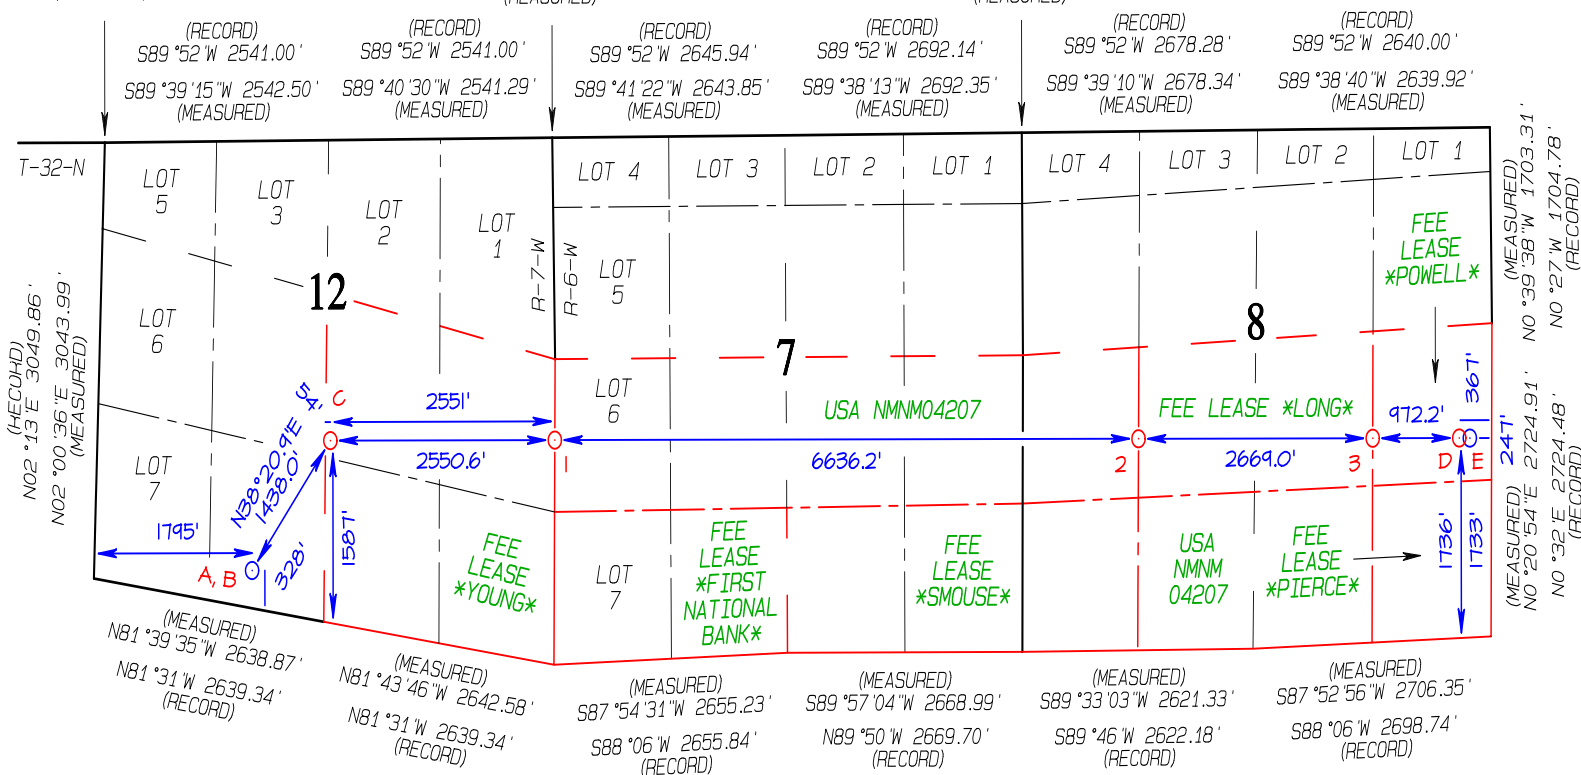 (MEASURED)
(MEASURED)
(RECORD)
S89°52'W 2541.00'
S89°39'15"W 2542.50'
(MEASURED)
(RECORD)
S89°52'W 2541.00'
S89°40'30"W 2541.29'
(MEASURED)
(RECORD)
S89°52'W 2645.94'
S89°41'22"W 2643.85'
(MEASURED)
(RECORD)
S89°52'W 2692.14'
S89°38'13"W 2692.35'
(MEASURED)
(RECORD)
S89°52'W 2678.28'
S89°39'10"W 2678.34'
(MEASURED)
(RECORD)
S89°52'W 2640.00'
S89°38'40"W 2639.92'
(MEASURED)
T-32-N
LOT
5
LOT
3
LOT
2
LOT
1
R-7-W
R-6-W
LOT 4
LOT 3
LOT 2
LOT 1
LOT 4
LOT 3
LOT 2
LOT 1
LOT
5
FEE
LEASE
*POWELL*
12
7
8
LOT
6
LOT
6
USA NMNM04207
FEE LEASE *LONG*
LOT
7
LOT
7
(RECORD)
N02°13'E 3049.86'
N02°00'36"E 3043.99'
(MEASURED)
(MEASURED)
N0°39'38"W 1703.31'
N0°27'W 1704.78'
(RECORD)
(MEASURED)
N0°20'54"E 2724.91'
N0°32'E 2724.48'
(RECORD)
54'
C
2551'
2550.6'
1
6636.2'
2
2669.0'
3
972.2'
D
E
367'
247'
1736'
1733'
N38°20.9'E
1438.0'
1795'
A, B
328'
1587'
FEE
LEASE
*YOUNG*
FEE
LEASE
*FIRST
NATIONAL
BANK*
FEE
LEASE
*SMOUSE*
USA
NMNM
04207
FEE
LEASE
*PIERCE*
(MEASURED)
N81°39'35"W 2638.87'
N81°31'W 2639.34'
(RECORD)
(MEASURED)
N81°43'46"W 2642.58'
N81°31'W 2639.34'
(RECORD)
(MEASURED)
S87°54'31"W 2655.23'
S88°06'W 2655.84'
(RECORD)
(MEASURED)
S89°57'04"W 2668.99'
N89°50'W 2669.70'
(RECORD)
(MEASURED)
S89°33'03"W 2621.33'
S89°46'W 2622.18'
(RECORD)
(MEASURED)
S87°52'56"W 2706.35'
S88°06'W 2698.74'
(RECORD)